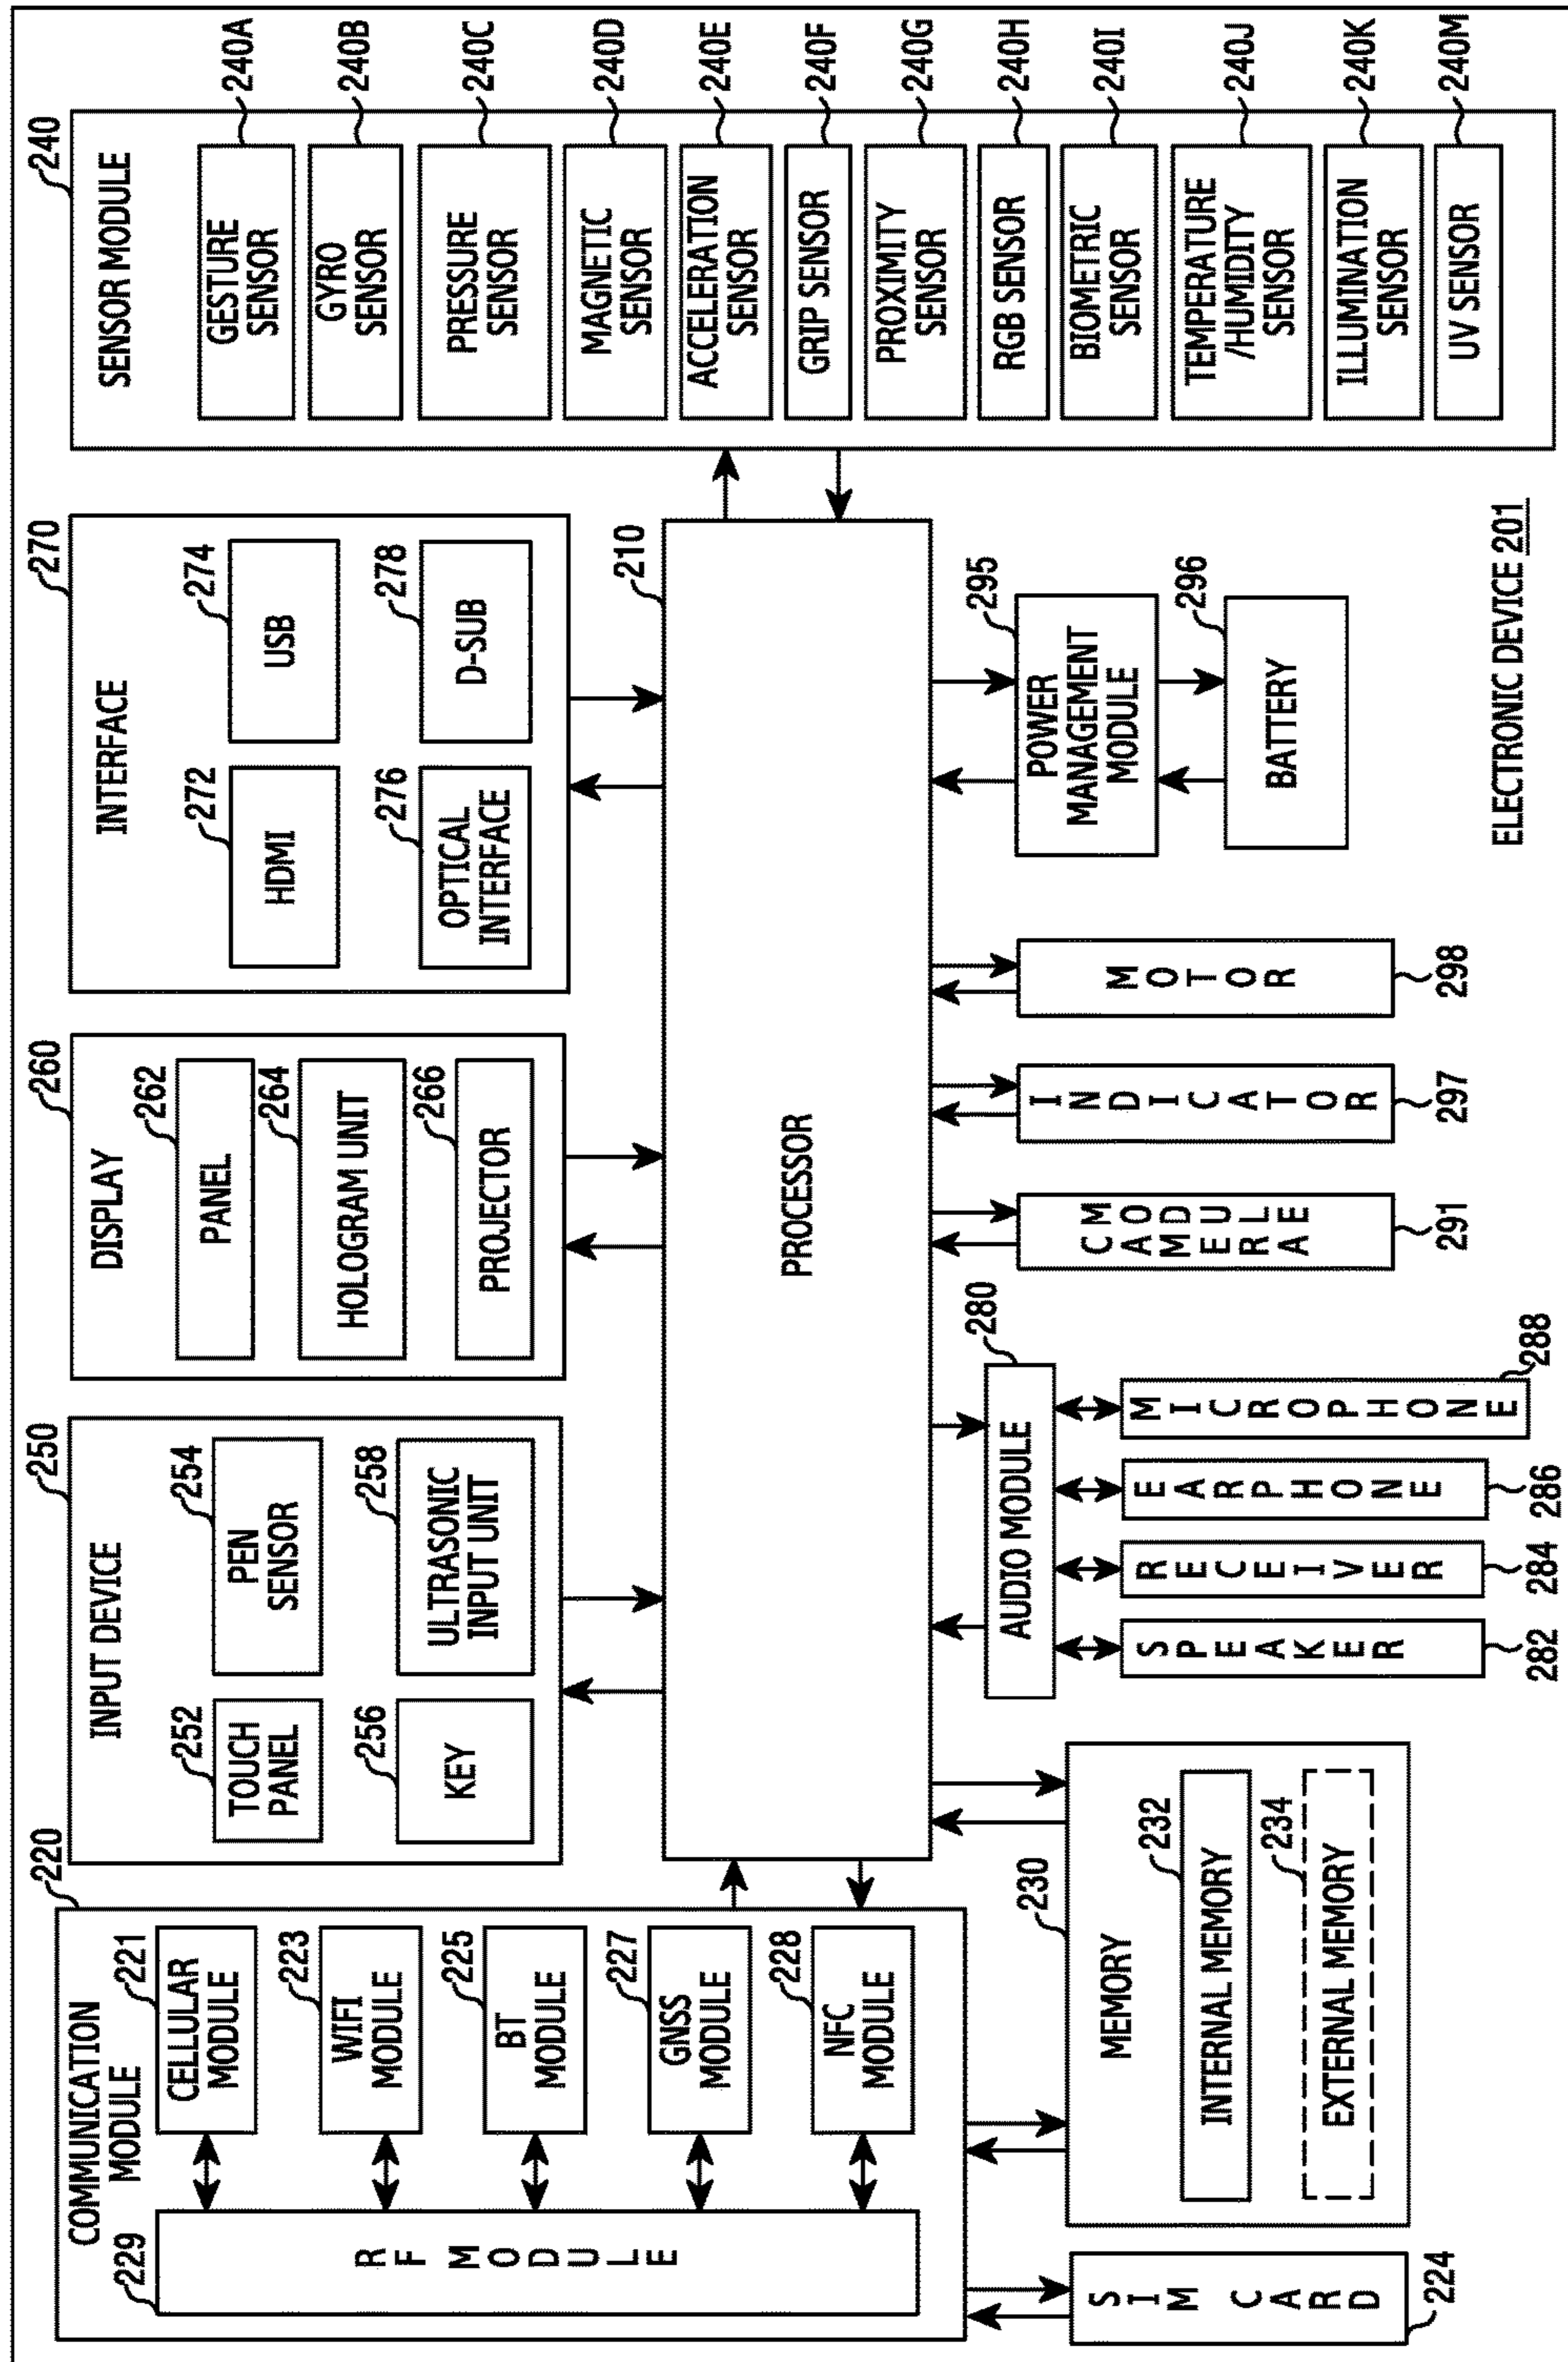 COMMUNICATION
MODULE
220
229
RF MODULE
221
CELLULAR
MODULE
223
WIFI
MODULE
225
BT
MODULE
227
GNSS
MODULE
228
NFC
MODULE
SIM CARD
224
INPUT DEVICE
250
252
TOUCH
PANEL
254
PEN
SENSOR
256
KEY
258
ULTRASONIC
INPUT UNIT
DISPLAY
260
262
PANEL
264
HOLOGRAM UNIT
266
PROJECTOR
INTERFACE
270
272
HDMI
274
USB
276
OPTICAL
INTERFACE
278
D-SUB
240
SENSOR MODULE
GESTURE
SENSOR
240A
GYRO
SENSOR
240B
PRESSURE
SENSOR
240C
MAGNETIC
SENSOR
240D
ACCELERATION
SENSOR
240E
GRIP SENSOR
240F
PROXIMITY
SENSOR
240G
RGB SENSOR
240H
BIOMETRIC
SENSOR
240I
TEMPERATURE
/HUMIDITY
SENSOR
240J
ILLUMINATION
SENSOR
240K
UV SENSOR
240M
PROCESSOR
210
230
MEMORY
232
INTERNAL MEMORY
234
EXTERNAL MEMORY
280
AUDIO MODULE
SPEAKER
282
RECEIVER
284
EARPHONE
286
MICROPHONE
288
CAMERA
MODULE
291
INDICATOR
297
MOTOR
298
295
POWER
MANAGEMENT
MODULE
296
BATTERY
ELECTRONIC DEVICE 201